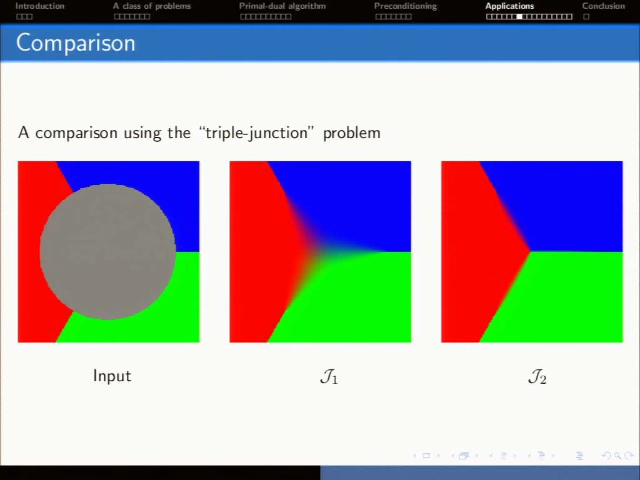 Introduction
A class of problems
Primal-dual algorithm
Preconditioning
Applications
Conclusion
Comparison
A comparison using the “triple-junction” problem
Input
𝒥₁
𝒥₂